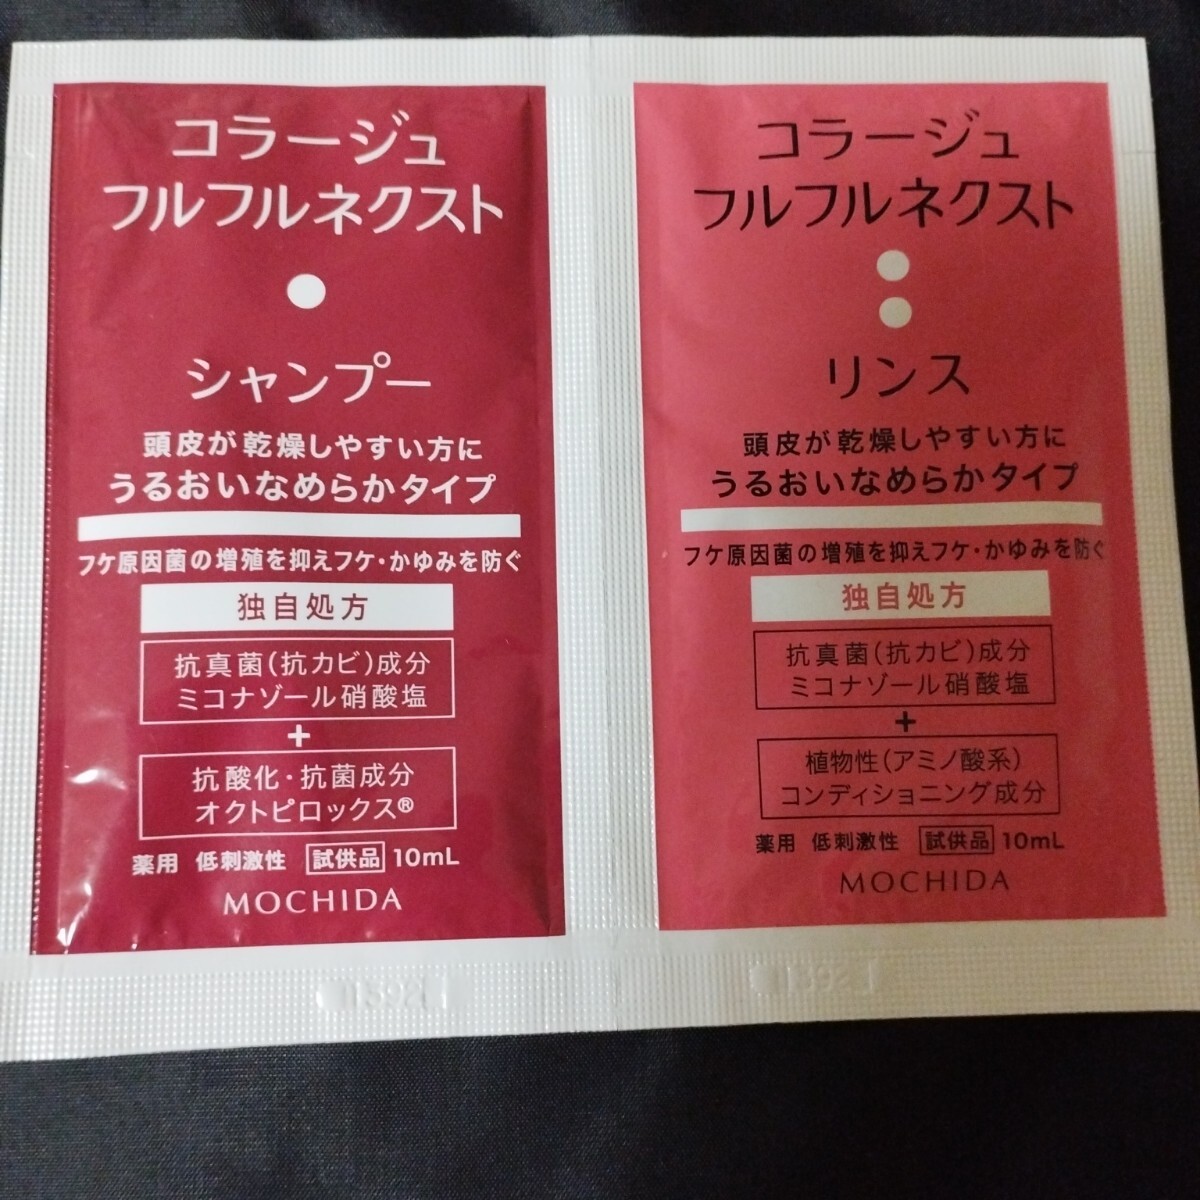 コラージュ
フルフルネクスト
シャンプー
頭皮が乾燥しやすい方に
うるおいなめらかタイプ
フケ原因菌の増殖を抑えフケ・かゆみを防ぐ
独自処方
抗真菌(抗カビ)成分
ミコナゾール硝酸塩
+
抗酸化・抗菌成分
オクトピロックス®
薬用 低刺激性 試供品 10mL
MOCHIDA
コラージュ
フルフルネクスト
リンス
頭皮が乾燥しやすい方に
うるおいなめらかタイプ
フケ原因菌の増殖を抑えフケ・かゆみを防ぐ
独自処方
抗真菌(抗カビ)成分
ミコナゾール硝酸塩
+
植物性(アミノ酸系)
コンディショニング成分
薬用 低刺激性 試供品 10mL
MOCHIDA